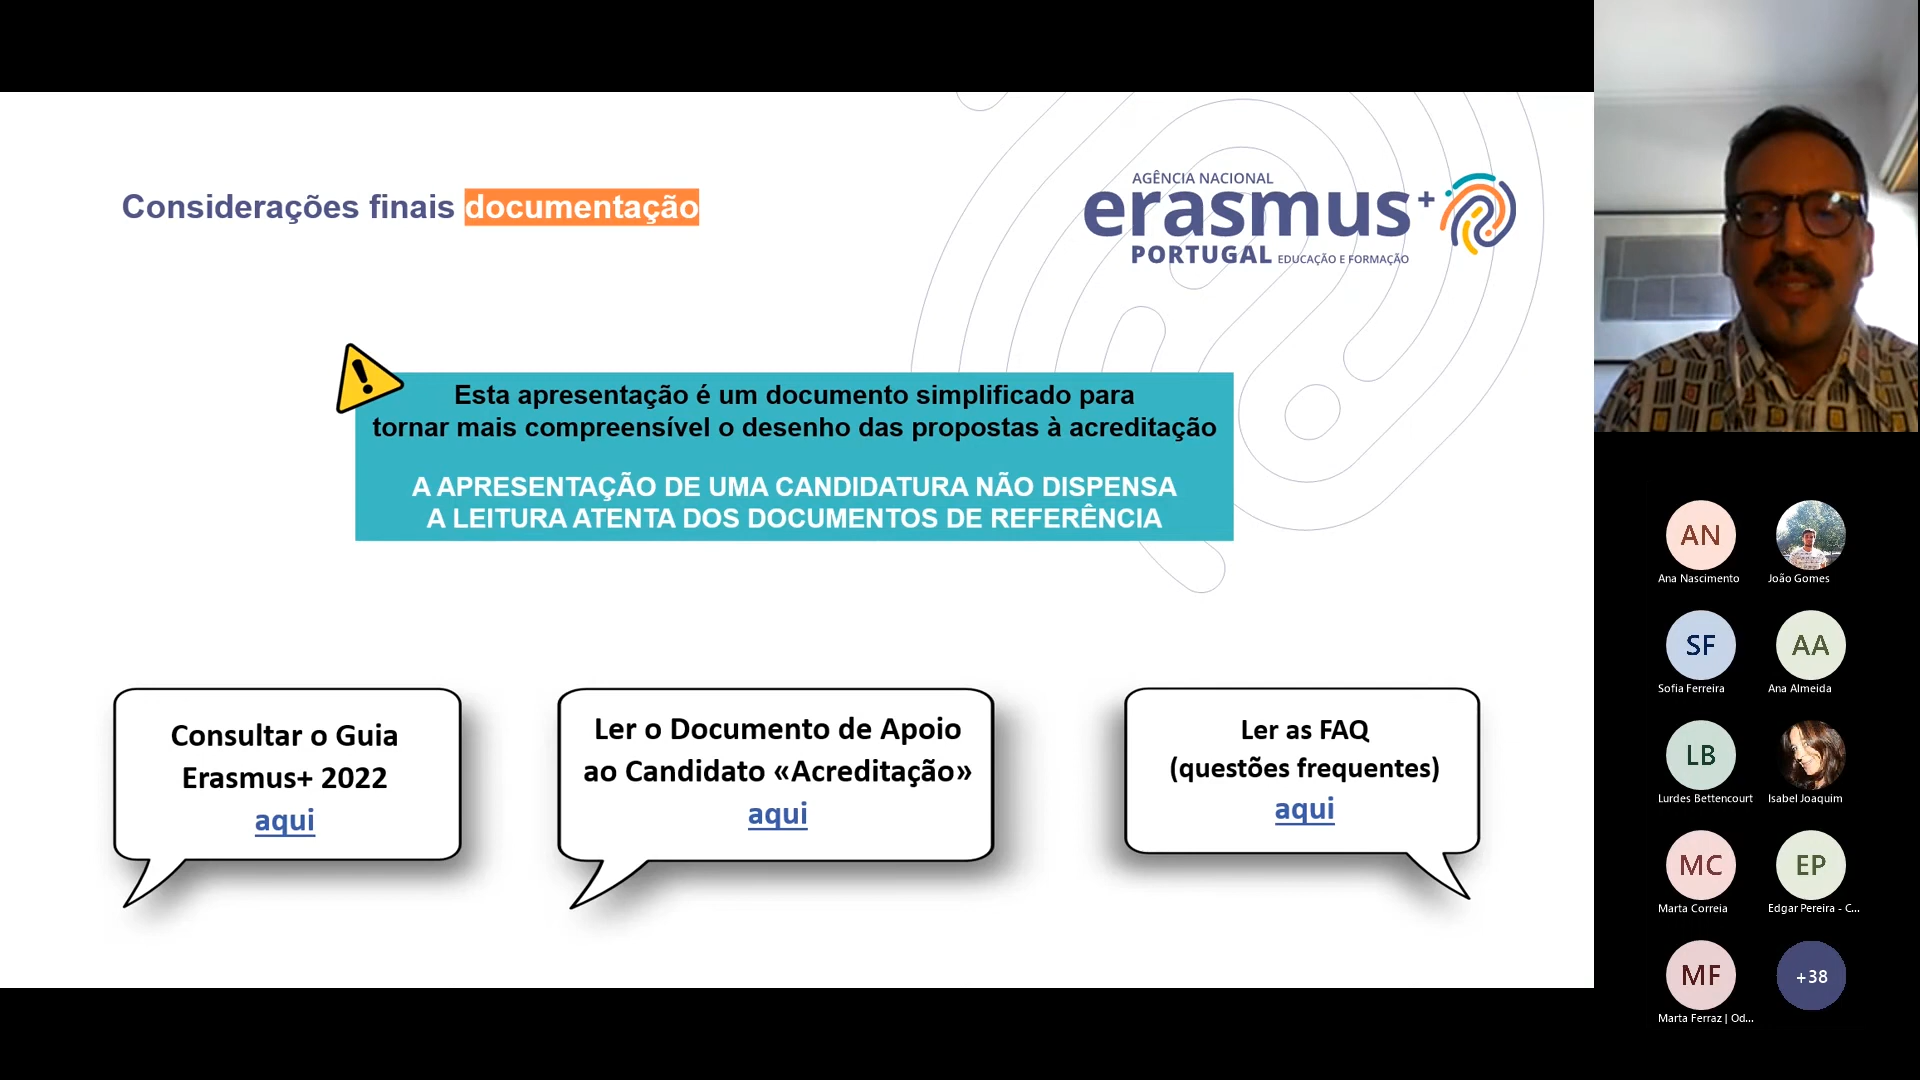 Considerações finais documentação
AGÊNCIA NACIONAL
erasmus+
PORTUGAL EDUCAÇÃO E FORMAÇÃO
Esta apresentação é um documento simplificado para
tornar mais compreensível o desenho das propostas à acreditação
A APRESENTAÇÃO DE UMA CANDIDATURA NÃO DISPENSA
A LEITURA ATENTA DOS DOCUMENTOS DE REFERÊNCIA
Consultar o Guia
Erasmus+ 2022
aqui
Ler o Documento de Apoio
ao Candidato «Acreditação»
aqui
Ler as FAQ
(questões frequentes)
aqui
AN
Ana Nascimento
João Gomes
SF
Sofia Ferreira
AA
Ana Almeida
LB
Lurdes Bettencourt
Isabel Joaquim
MC
Marta Correia
EP
Edgar Pereira - C...
MF
Marta Ferraz | Od...
+38